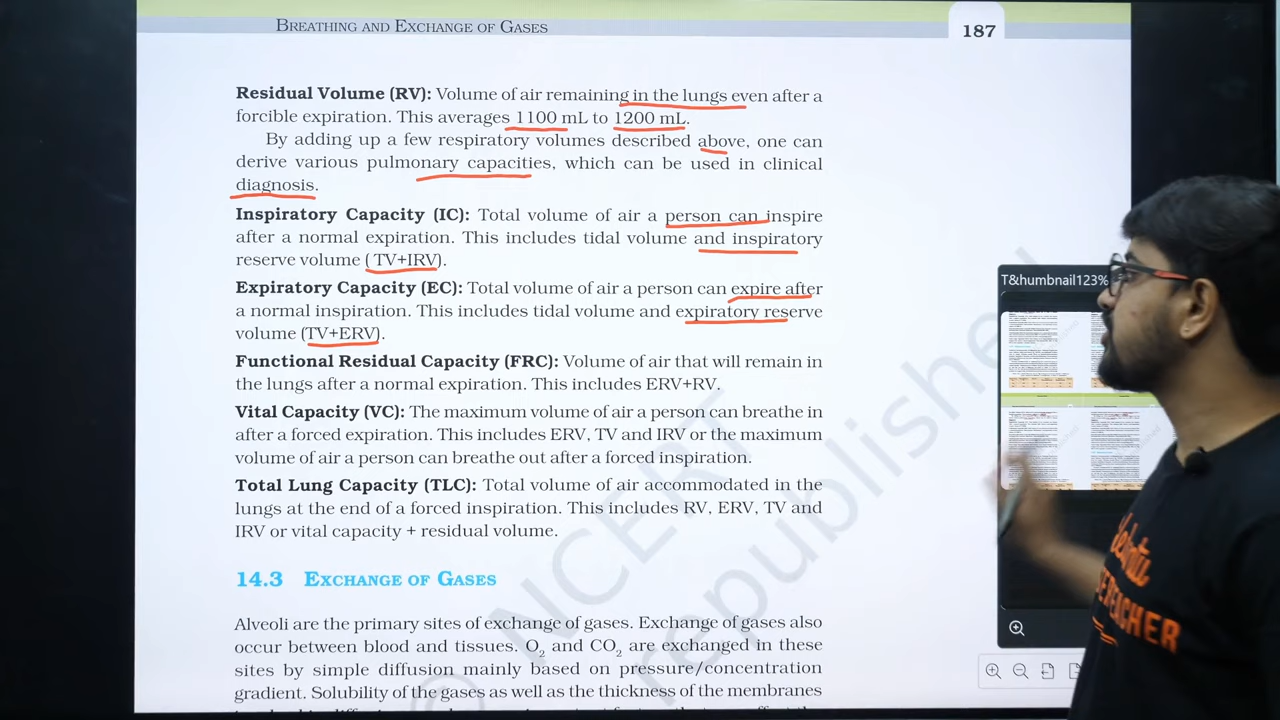 BREATHING AND EXCHANGE OF GASES
187
Residual Volume (RV): Volume of air remaining in the lungs even after a
forcible expiration. This averages 1100 mL to 1200 mL.
By adding up a few respiratory volumes described above, one can
derive various pulmonary capacities, which can be used in clinical
diagnosis.
Inspiratory Capacity (IC): Total volume of air a person can inspire
after a normal expiration. This includes tidal volume and inspiratory
reserve volume ( TV+IRV).
Expiratory Capacity (EC): Total volume of air a person can expire after
a normal inspiration. This includes tidal volume and expiratory reserve
volume (TV+ERV).
Functional Residual Capacity (FRC): Volume of air that will remain in
the lungs after a normal expiration. This includes ERV+RV.
Vital Capacity (VC): The maximum volume of air a person can breathe in
after a forced expiration. This includes ERV, TV and IRV or the maximum
volume of air a person can breathe out after a forced inspiration.
Total Lung Capacity (TLC): Total volume of air accommodated in the
lungs at the end of a forced inspiration. This includes RV, ERV, TV and
IRV or vital capacity + residual volume.
14.3 EXCHANGE OF GASES
Alveoli are the primary sites of exchange of gases. Exchange of gases also
occur between blood and tissues. O2 and CO2 are exchanged in these
sites by simple diffusion mainly based on pressure/concentration
gradient. Solubility of the gases as well as the thickness of the membranes
© NCE
republished
T&humbnail123%